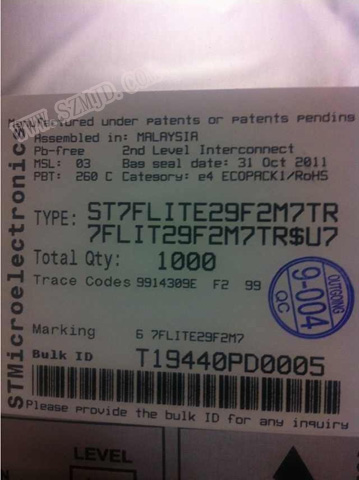 WWW.SZMJD.CO
Manufactured under patents or patents pending
Assembled in: MALAYSIA
Pb-free 2nd Level Interconnect
MSL: 03 Bag seal date: 31 Oct 2011
PBT: 260 C Category: e4 ECOPACK1/RoHS
STMicroelectronics
TYPE: ST7FLITE29F2M7TR
7FLIT29F2M7TR$U7
Total Qty: 1000
Trace Codes 9914309E F2 99
OUTGOING
9-004
QC
Marking 6 7FLITE29F2M7
Bulk ID T19440PD0005
Please provide the bulk ID for any inquiry
LEVEL